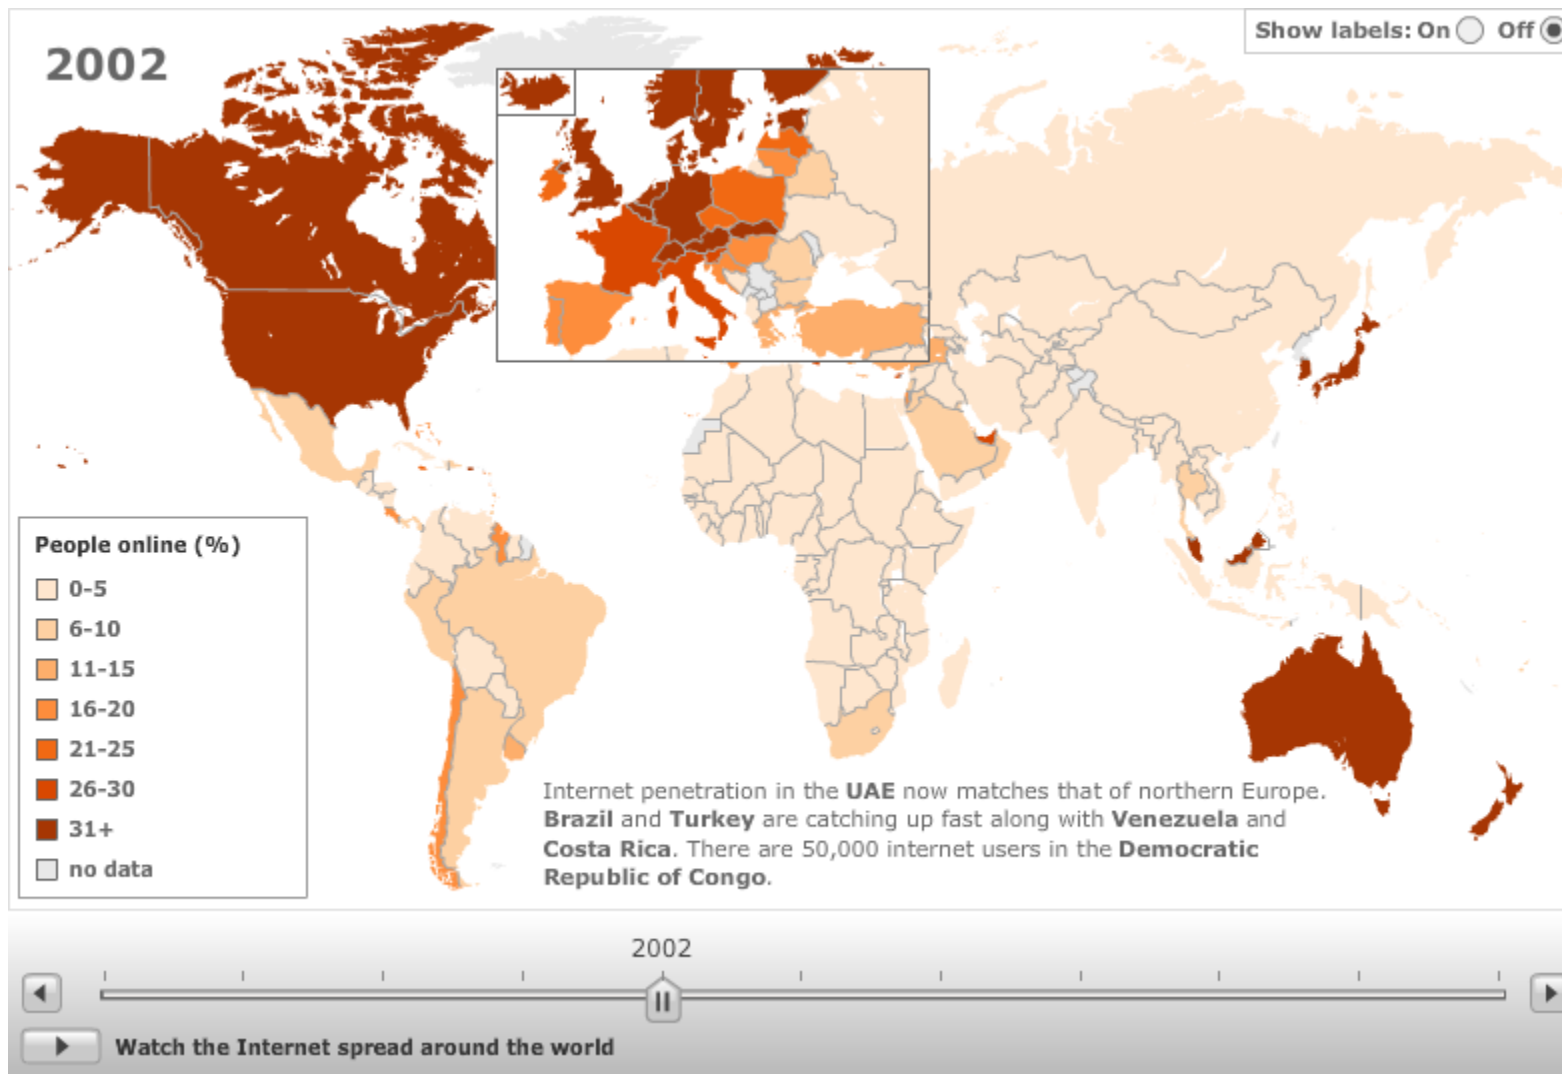 Show labels: On Off
2002
People online (%)
0-5
6-10
11-15
16-20
21-25
26-30
31+
no data
Internet penetration in the UAE now matches that of northern Europe.
Brazil and Turkey are catching up fast along with Venezuela and
Costa Rica. There are 50,000 internet users in the Democratic
Republic of Congo.
2002
Watch the Internet spread around the world